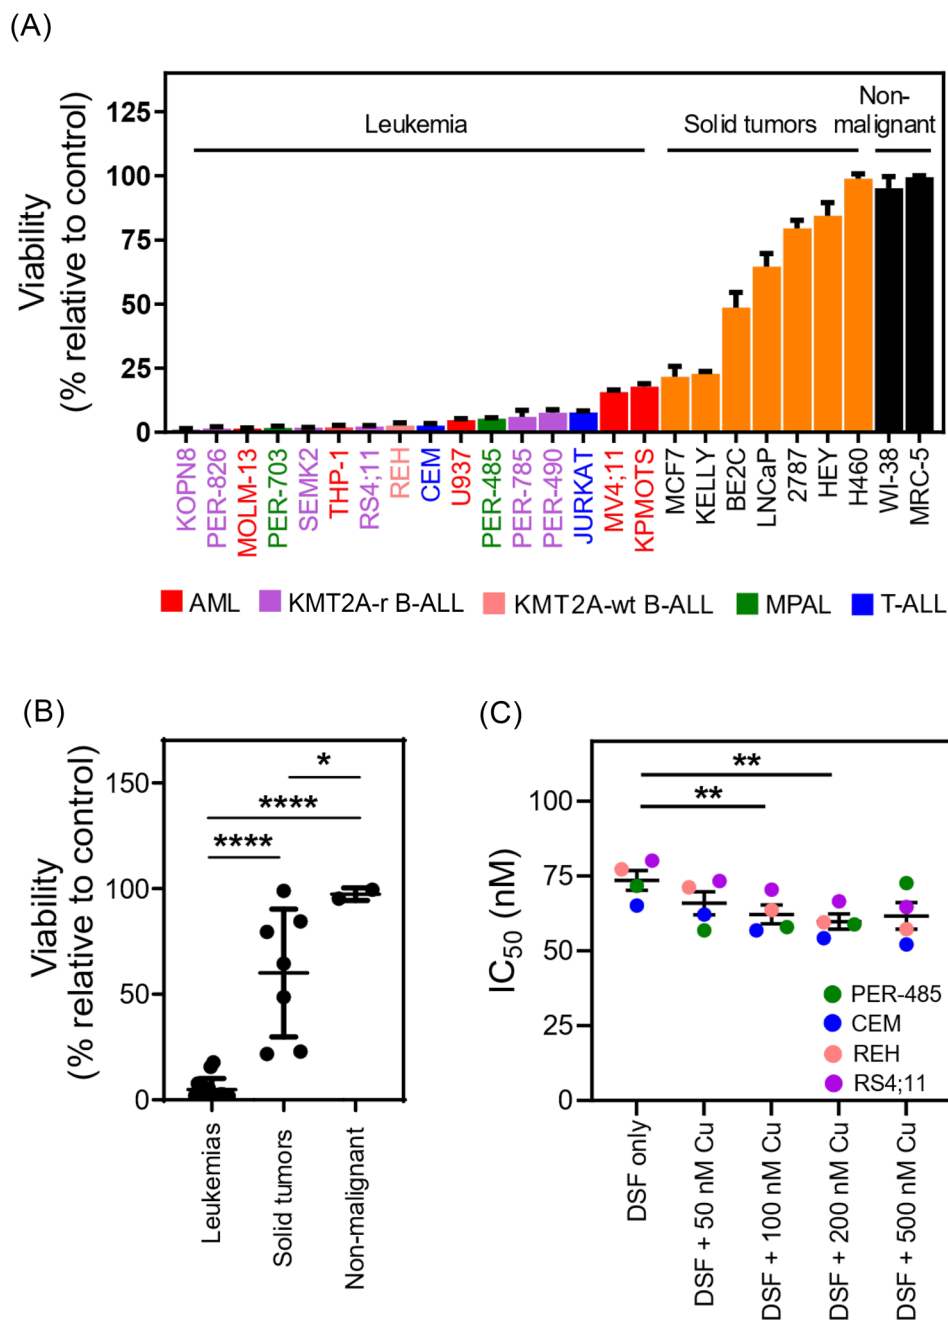 (A)
Viability
(% relative to control)
125
100
75
50
25
0
Leukemia
Solid tumors
Non-
malignant
KOPN8
PER-826
MOLM-13
PER-703
SEMK2
THP-1
RS4;11
REH
CEM
U937
PER-485
PER-785
PER-490
JURKAT
MV4;11
KPMOTS
MCF7
KELLY
BE2C
LNCaP
2787
HEY
H460
WI-38
MRC-5
AML
KMT2A-r B-ALL
KMT2A-wt B-ALL
MPAL
T-ALL
(B)
Viability
(% relative to control)
150
100
50
0
*
****
****
Leukemias
Solid tumors
Non-malignant
(C)
IC50 (nM)
100
75
50
25
0
**
**
PER-485
CEM
REH
RS4;11
DSF only
DSF + 50 nM Cu
DSF + 100 nM Cu
DSF + 200 nM Cu
DSF + 500 nM Cu